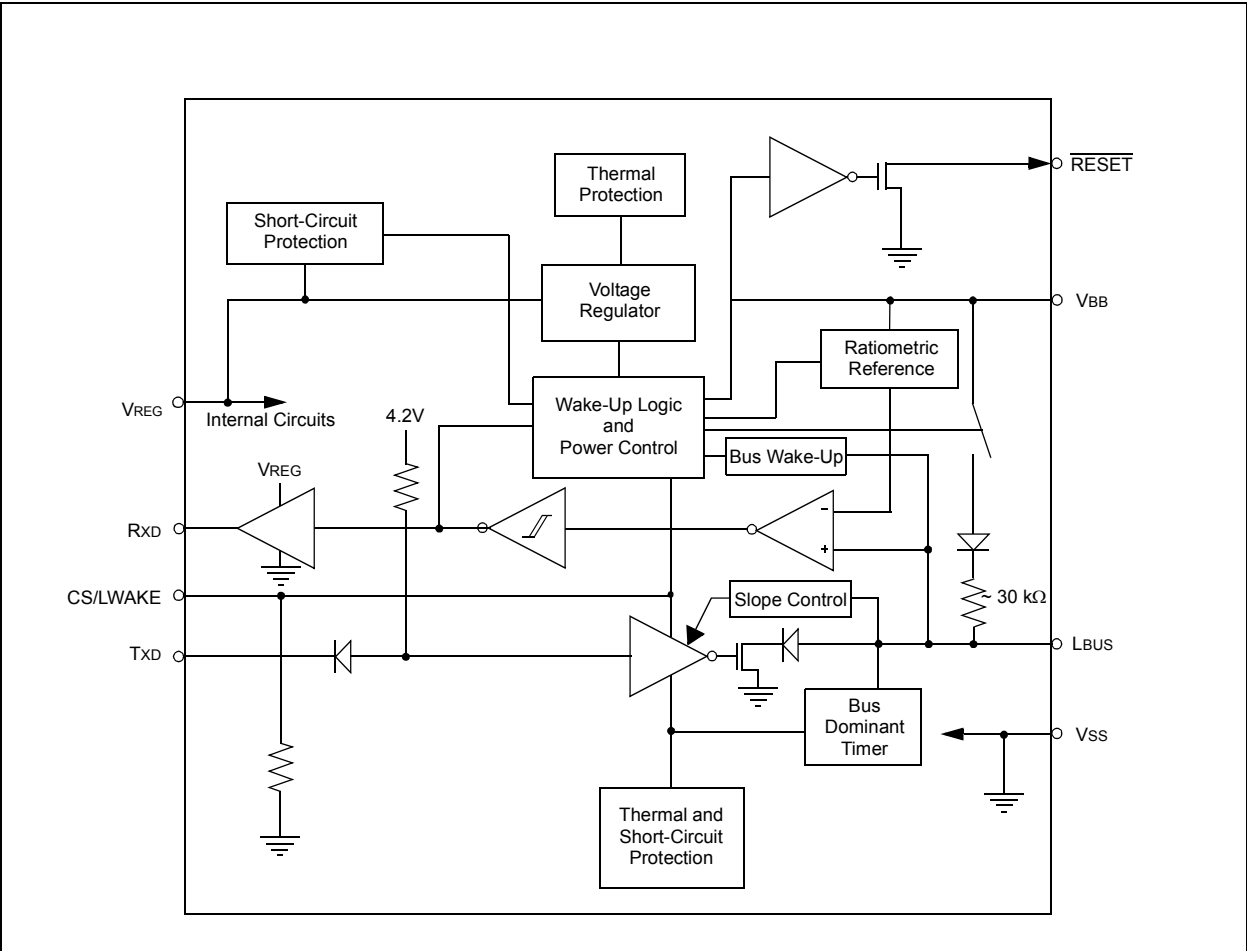 RESET
Thermal
Protection
Short-Circuit
Protection
Voltage
Regulator
VBB
Ratiometric
Reference
VREG
Internal Circuits
4.2V
Wake-Up Logic
and
Power Control
Bus Wake-Up
VREG
RXD
-
+
CS/LWAKE
Slope Control
~ 30 kΩ
TXD
LBUS
Bus
Dominant
Timer
VSS
Thermal and
Short-Circuit
Protection